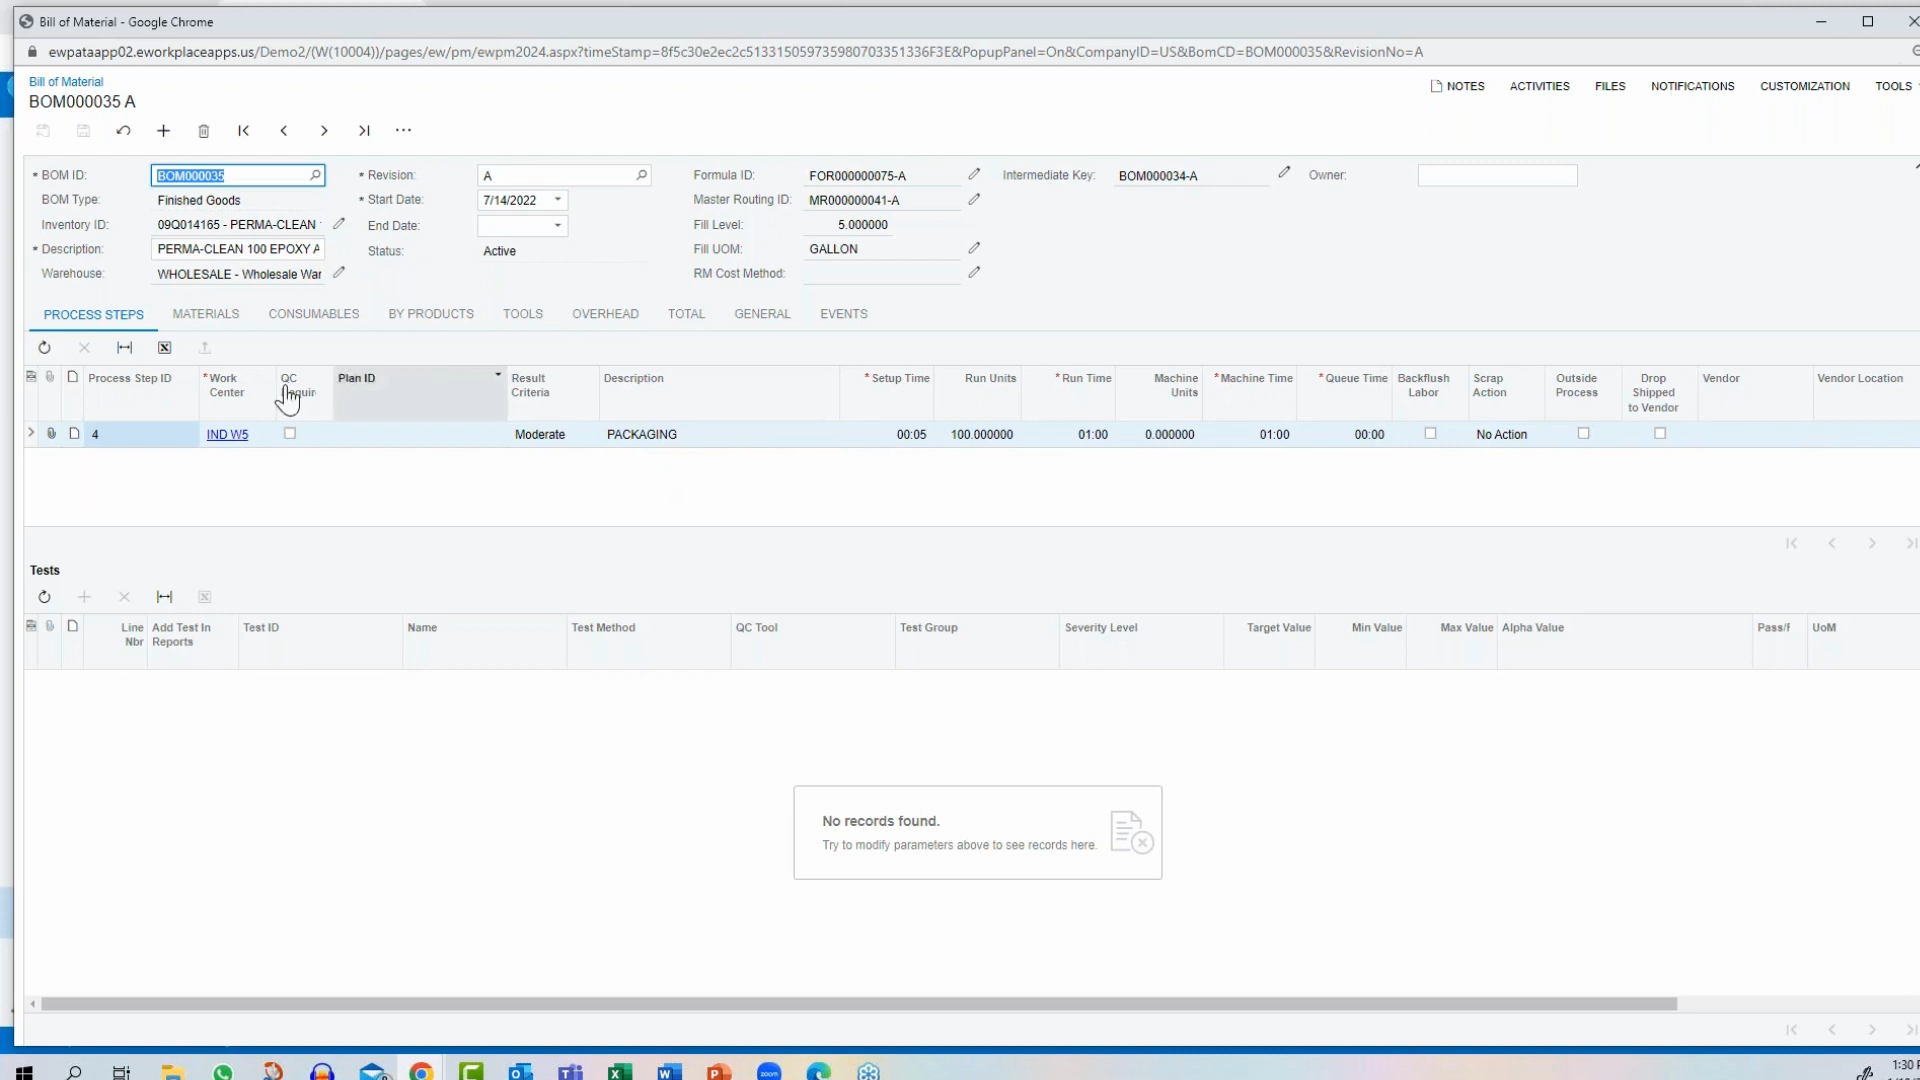 Bill of Material - Google Chrome
ewpataapp02.eworkplaceapps.us/Demo2/(W(10004))/pages/ew/pm/ewpm2024.aspx?timeStamp=8f5c30e2ec2c513315059735980703351336F3E&PopupPanel=On&CompanyID=US&BomCD=BOM000035&RevisionNo=A
Bill of Material
BOM000035 A
NOTES ACTIVITIES FILES NOTIFICATIONS CUSTOMIZATION TOOLS
* BOM ID: BOM000035 * Revision: A Formula ID: FOR000000075-A Intermediate Key: BOM000034-A Owner:
BOM Type: Finished Goods * Start Date: 7/14/2022 Master Routing ID: MR000000041-A
Inventory ID: 09Q014165 - PERMA-CLEAN End Date: Fill Level: 5.000000
* Description: PERMA-CLEAN 100 EPOXY A Status: Active Fill UOM: GALLON
Warehouse: WHOLESALE - Wholesale War RM Cost Method:
PROCESS STEPS MATERIALS CONSUMABLES BY PRODUCTS TOOLS OVERHEAD TOTAL GENERAL EVENTS
Process Step ID * Work Center QC Plan ID Result Criteria Description * Setup Time Run Units * Run Time Machine Units * Machine Time * Queue Time Backflush Labor Scrap Action Outside Process Drop Shipped to Vendor Vendor Vendor Location
4 IND W5 Moderate PACKAGING 00:05 100.000000 01:00 0.000000 01:00 00:00 No Action
Tests
Line Nbr Add Test In Reports Test ID Name Test Method QC Tool Test Group Severity Level Target Value Min Value Max Value Alpha Value Pass/F UoM
No records found.
Try to modify parameters above to see records here.
zoom
1:30